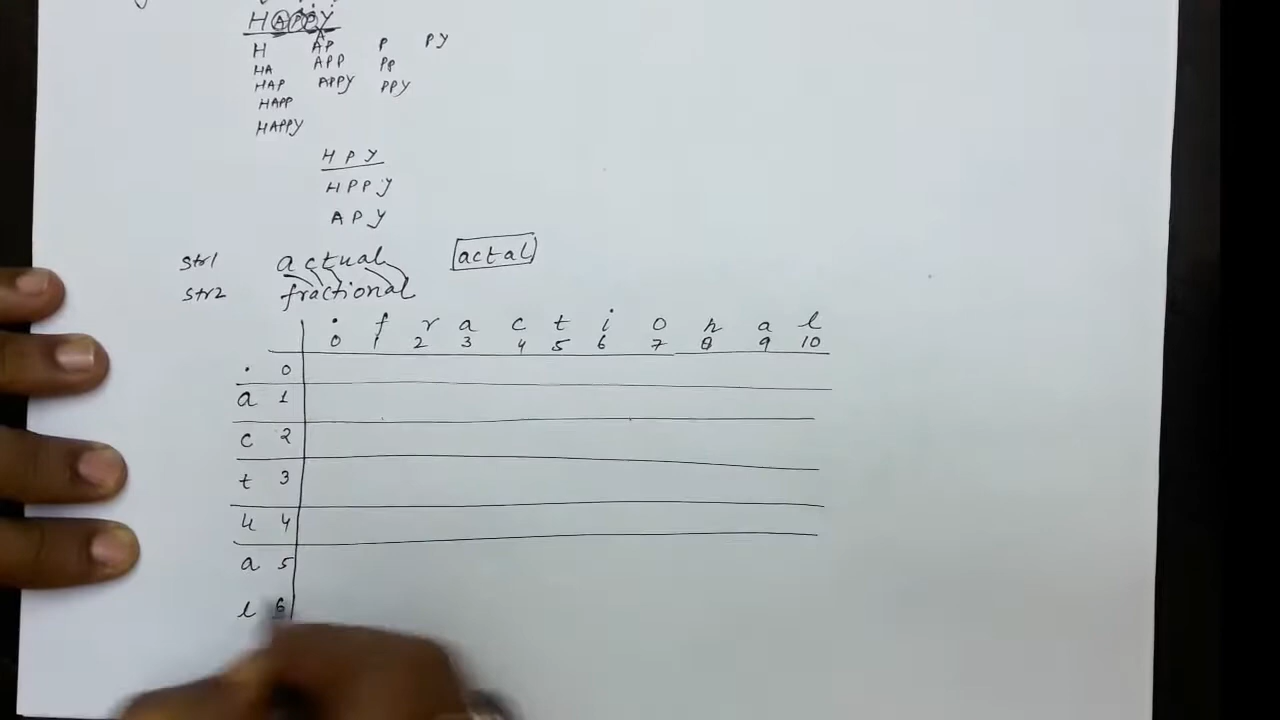 HAPPY
A
H AP P PY
HA APP PP
HAP APPY PPY
HAPP
HAPPY
HPY
HPPY
APY
str1 actual actal
str2 fractional
. f r a c t i o n a l
0 1 2 3 4 5 6 7 8 9 10
. 0
a 1
c 2
t 3
u 4
a 5
l 6